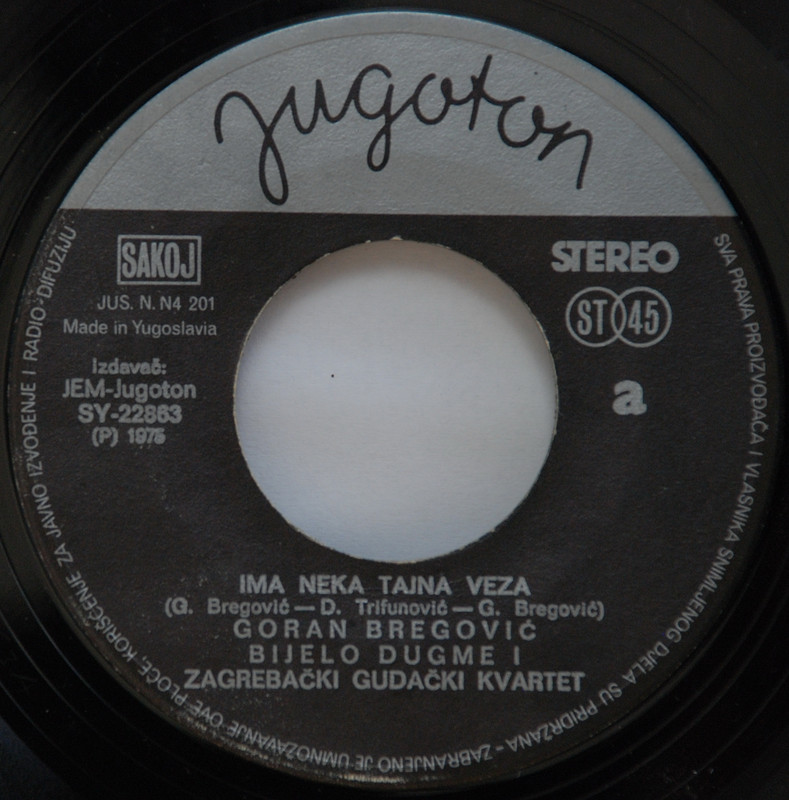 jugoton
SAKOJ
JUS. N. N4 201
Made in Yugoslavia
Izdavač:
JEM-Jugoton
SY-22863
(P) 1975
STEREO
ST 45
a
IMA NEKA TAJNA VEZA
(G. Bregović — D. Trifunović — G. Bregović)
GORAN BREGOVIĆ
BIJELO DUGME I
ZAGREBAČKI GUDAČKI KVARTET
SVA PRAVA PROIZVOĐAČA I VLASNIKA SNIMLJENOG DJELA SU PRIDRŽANA - ZABRANJENO JE UMNOŽAVANJE OVE PLOČE, KORIŠĆENJE ZA JAVNO IZVOĐENJE I RADIO-DIFUZIJU